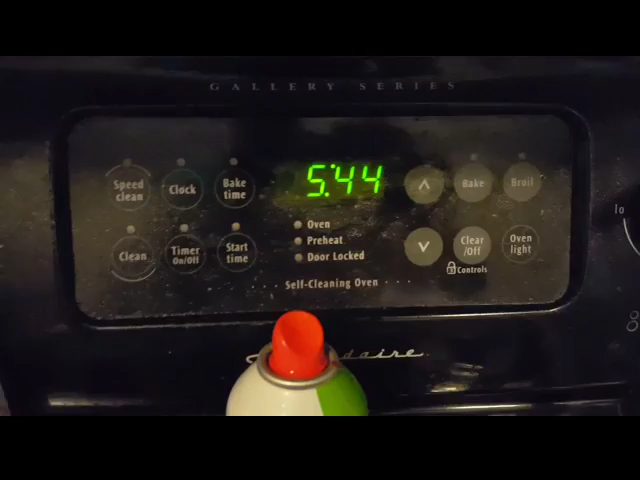 GALLERY SERIES
Speed clean
Clock
Bake time
5:44
Bake
Broil
Clean
Timer On/Off
Start time
Oven
Preheat
Door Locked
Clear /Off
Oven light
Controls
Self-Cleaning Oven
lo